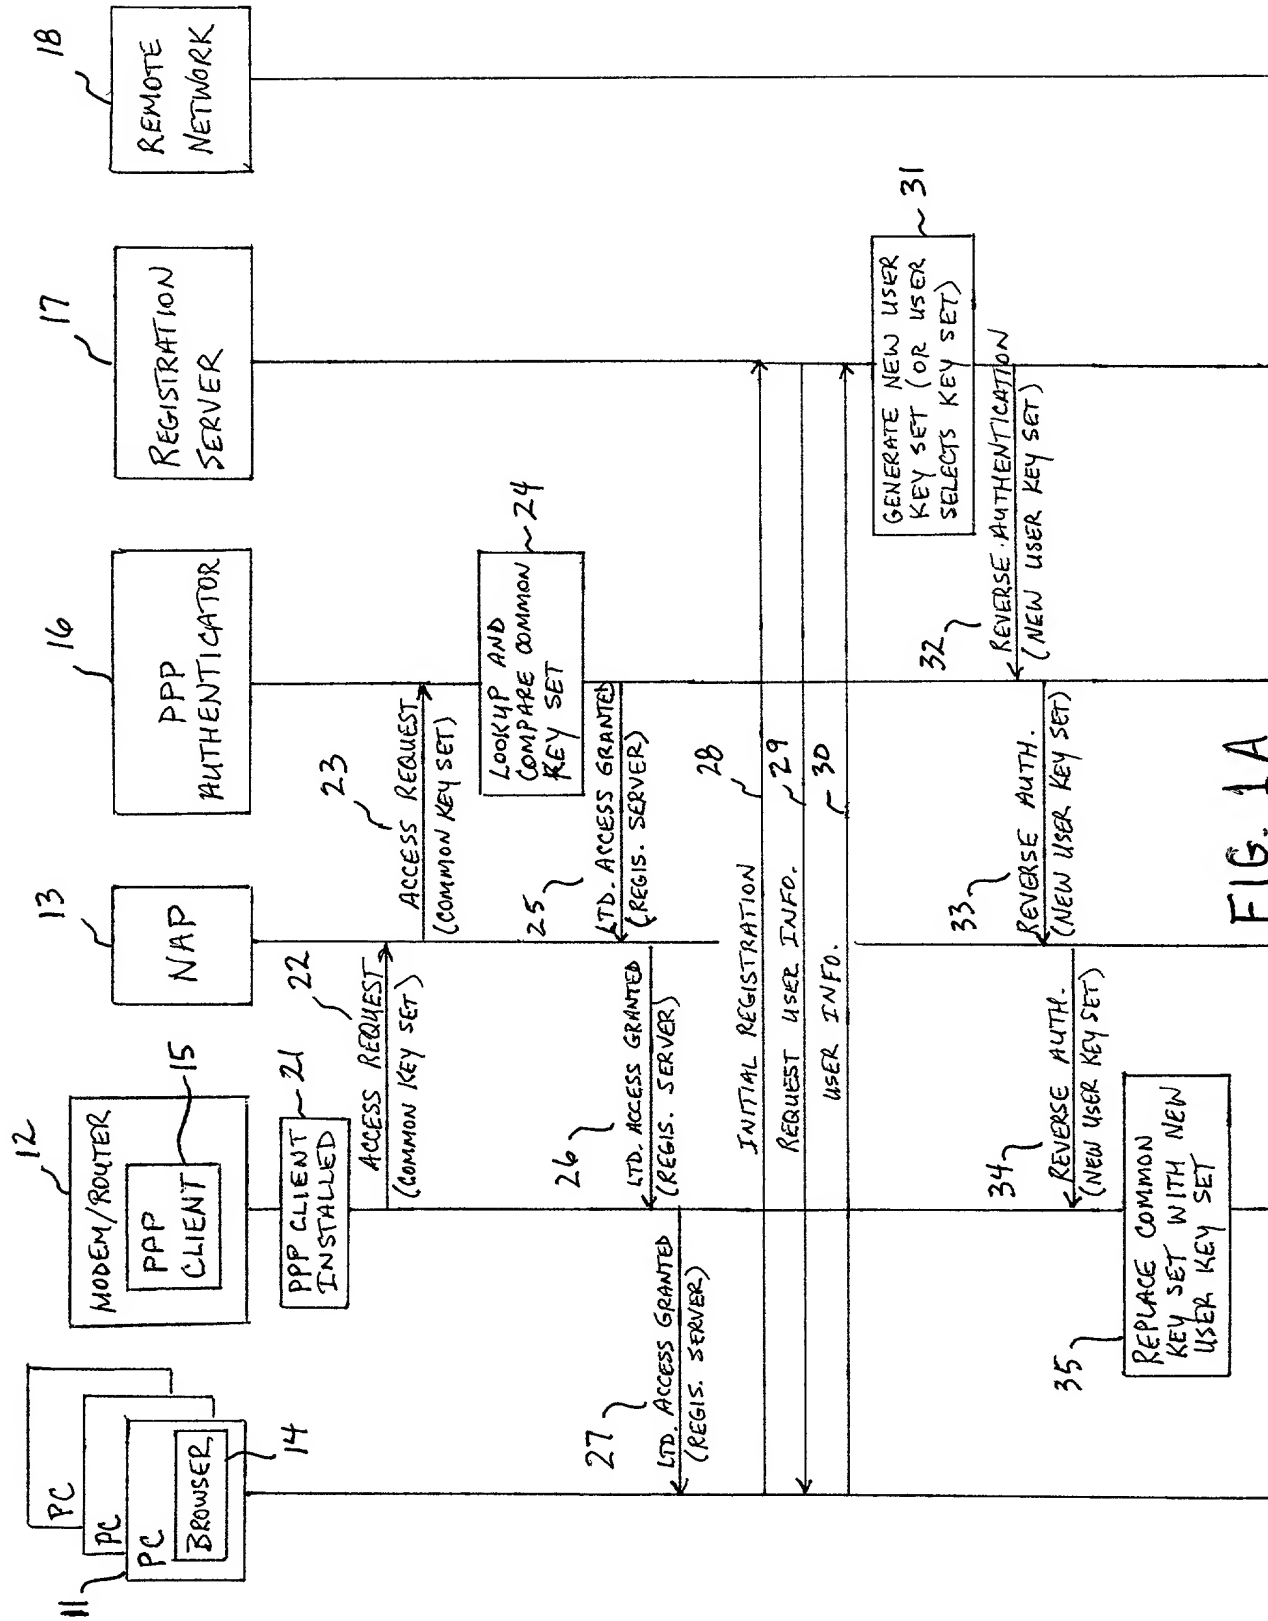 PC
PC
PC
BROWSER
11
14
12
MODEM/ROUTER
PPP
CLIENT
15
13
NAP
16
PPP
AUTHENTICATOR
17
REGISTRATION
SERVER
18
REMOTE
NETWORK
PPP CLIENT
INSTALLED
21
22
ACCESS REQUEST
(COMMON KEY SET)
23
ACCESS REQUEST
(COMMON KEY SET)
LOOKUP AND
COMPARE COMMON
KEY SET
24
25
LTD. ACCESS GRANTED
(REGIS. SERVER)
26
LTD. ACCESS GRANTED
(REGIS. SERVER)
27
LTD. ACCESS GRANTED
(REGIS. SERVER)
INITIAL REGISTRATION
28
REQUEST USER INFO.
29
USER INFO.
30
GENERATE NEW USER
KEY SET (OR USER
SELECTS KEY SET)
31
32
REVERSE AUTHENTICATION
(NEW USER KEY SET)
33
REVERSE AUTH.
(NEW USER KEY SET)
34
REVERSE AUTH.
(NEW USER KEY SET)
35
REPLACE COMMON
KEY SET WITH NEW
USER KEY SET
FIG. 1A